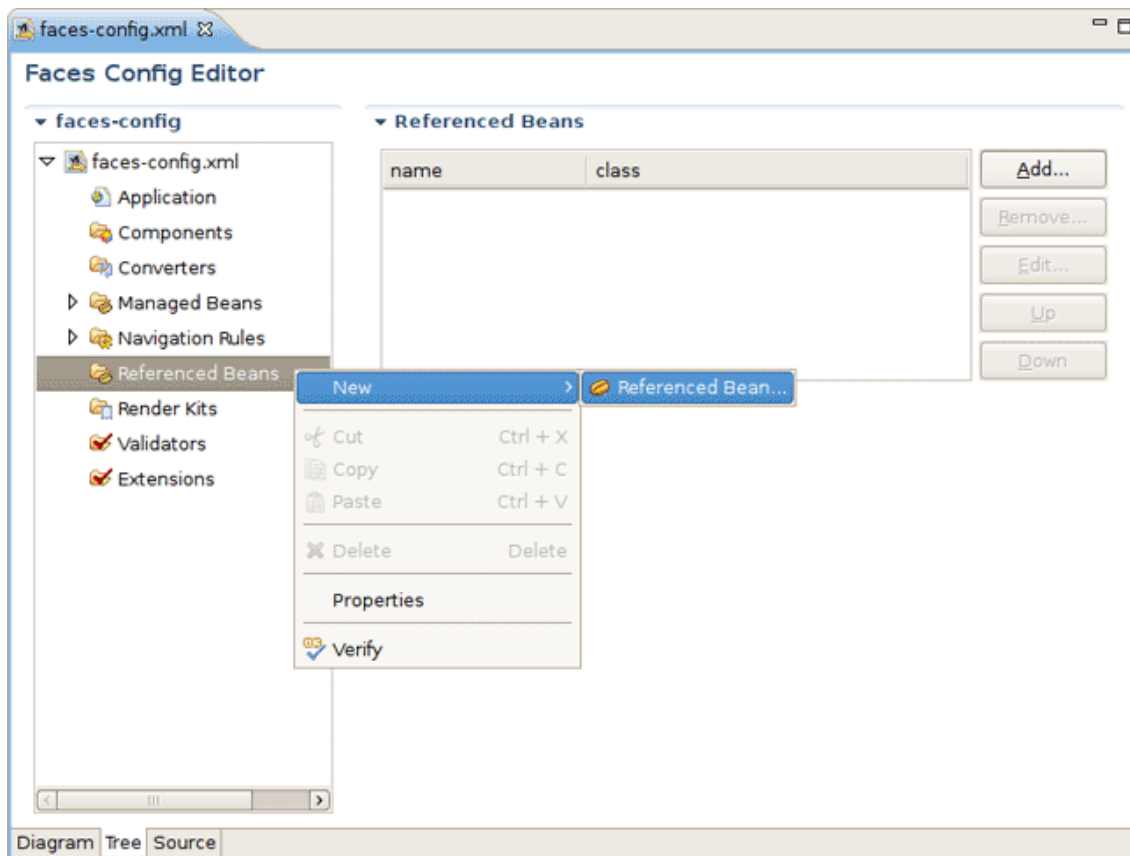 faces-config.xml
Faces Config Editor
faces-config
Referenced Beans
faces-config.xml
Application
Components
Converters
Managed Beans
Navigation Rules
Referenced Beans
Render Kits
Validators
Extensions
name class
Add...
Remove...
Edit...
Up
Down
New
Referenced Bean...
Cut Ctrl + X
Copy Ctrl + C
Paste Ctrl + V
Delete Delete
Properties
Verify
Diagram Tree Source